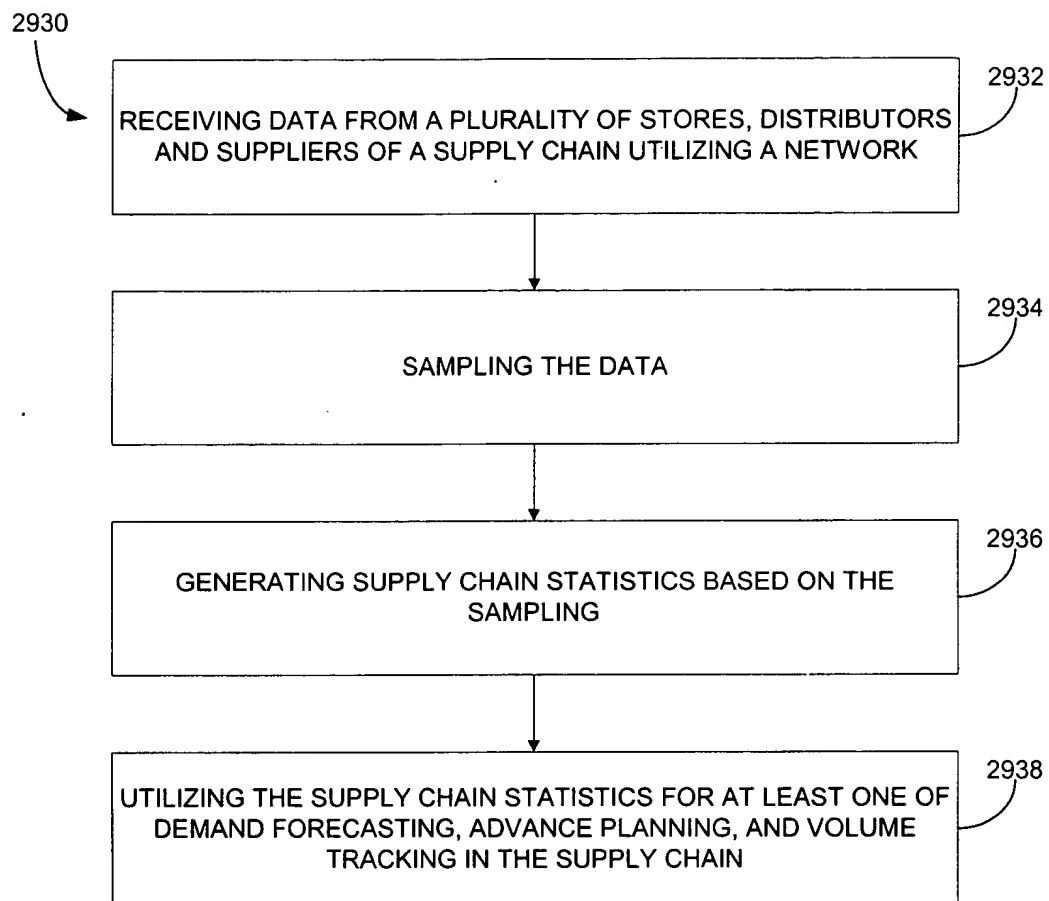 2930
2932
RECEIVING DATA FROM A PLURALITY OF STORES, DISTRIBUTORS
AND SUPPLIERS OF A SUPPLY CHAIN UTILIZING A NETWORK
2934
SAMPLING THE DATA
2936
GENERATING SUPPLY CHAIN STATISTICS BASED ON THE
SAMPLING
2938
UTILIZING THE SUPPLY CHAIN STATISTICS FOR AT LEAST ONE OF
DEMAND FORECASTING, ADVANCE PLANNING, AND VOLUME
TRACKING IN THE SUPPLY CHAIN